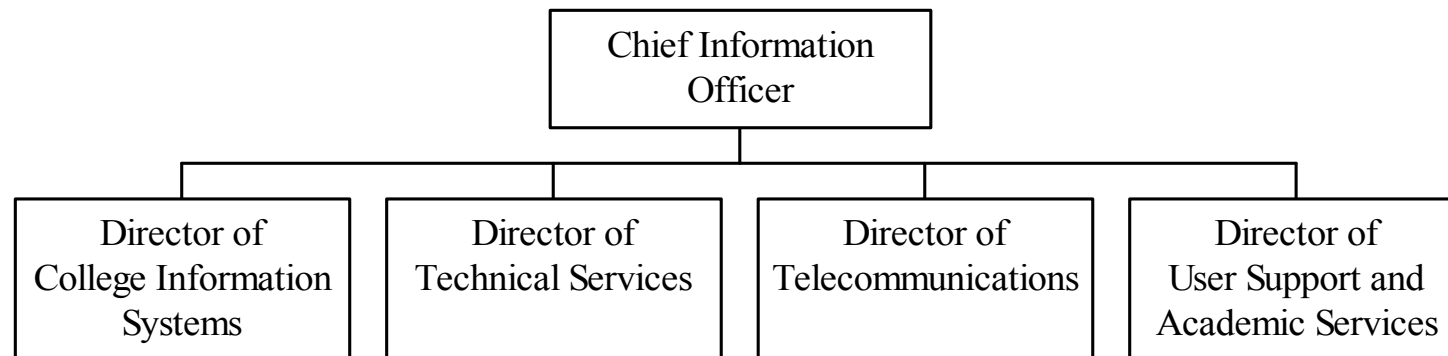 Chief Information
Officer
Director of
College Information
Systems
Director of
Technical Services
Director of
Telecommunications
Director of
User Support and
Academic Services